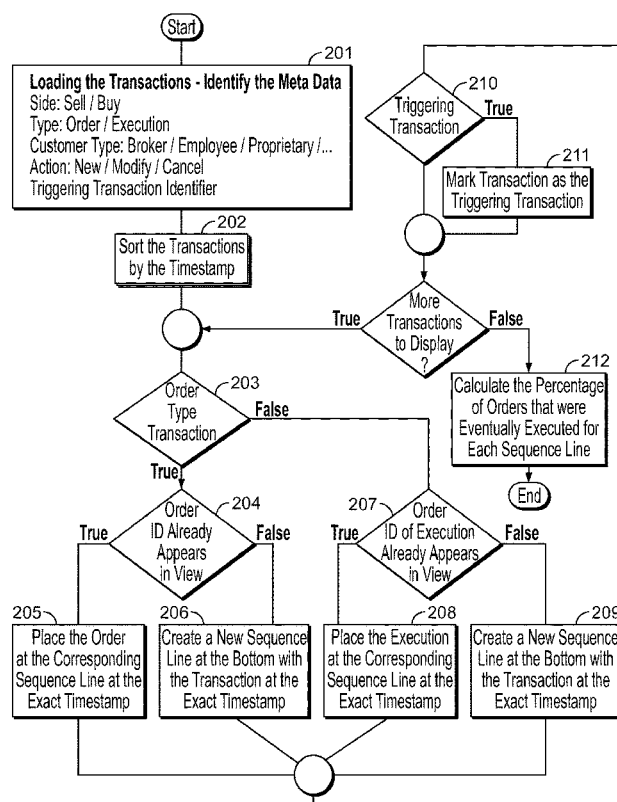 Start
201
Loading the Transactions - Identify the Meta Data
Side: Sell / Buy
Type: Order / Execution
Customer Type: Broker / Employee / Proprietary /...
Action: New / Modify / Cancel
Triggering Transaction Identifier
202
Sort the Transactions
by the Timestamp
203
Order
Type
Transaction
False
True
204
Order
ID Already
Appears
in View
True
False
205
Place the Order
at the Corresponding
Sequence Line at the
Exact Timestamp
206
Create a New Sequence
Line at the Bottom with
the Transaction at the
Exact Timestamp
207
Order
ID of Execution
Already Appears
in View
True
False
208
Place the Execution
at the Corresponding
Sequence Line at the
Exact Timestamp
209
Create a New Sequence
Line at the Bottom with
the Transaction at the
Exact Timestamp
210
Triggering
Transaction
True
211
Mark Transaction as the
Triggering Transaction
More
Transactions
to Display
?
True
False
212
Calculate the Percentage
of Orders that were
Eventually Executed for
Each Sequence Line
End